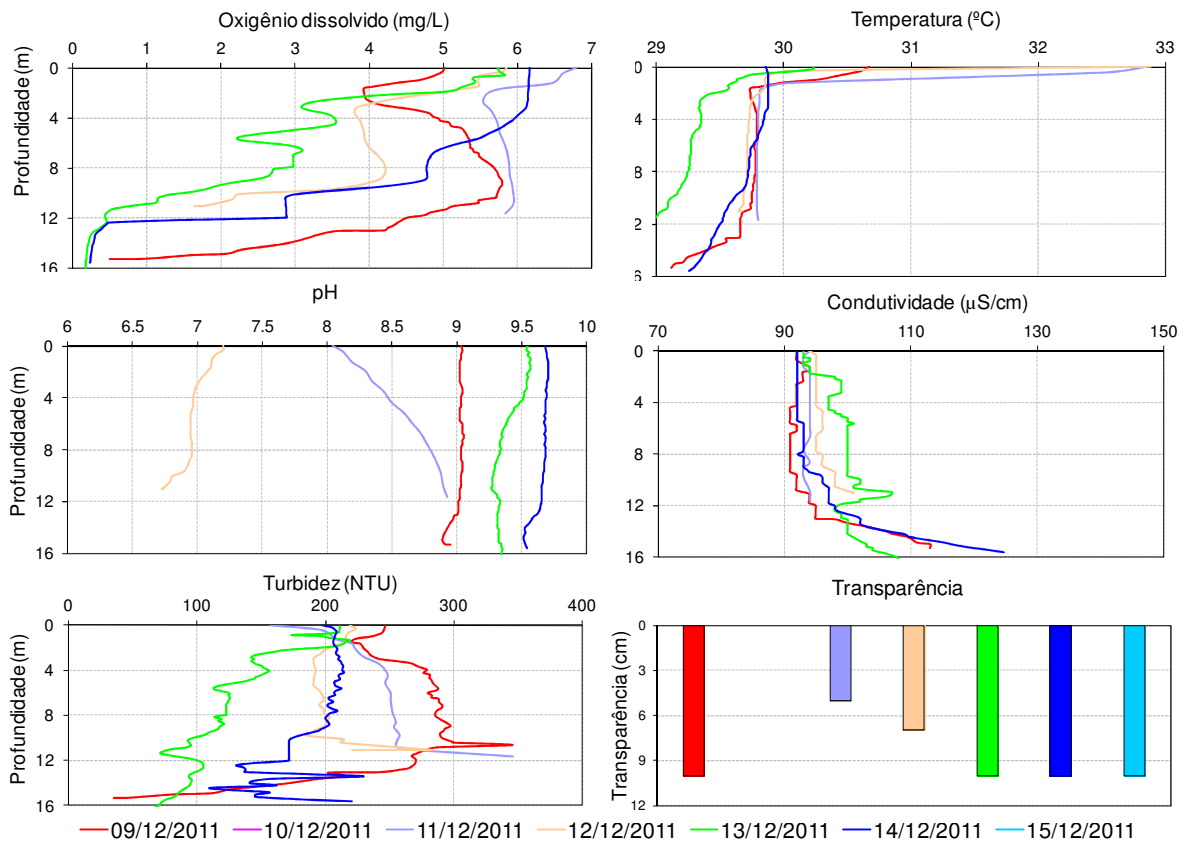 Oxigênio dissolvido (mg/L)
0 1 2 3 4 5 6 7
Profundidade (m)
0
4
8
12
16
Temperatura (ºC)
29 30 31 32 33
0
4
8
2
6
pH
6 6.5 7 7.5 8 8.5 9 9.5 10
Profundidade (m)
0
4
8
12
16
Condutividade (µS/cm)
70 90 110 130 150
0
4
8
12
16
Turbidez (NTU)
0 100 200 300 400
Profundidade (m)
0
4
8
12
16
Transparência
Transparência (cm)
0
3
6
9
12
09/12/2011 10/12/2011 11/12/2011 12/12/2011 13/12/2011 14/12/2011 15/12/2011